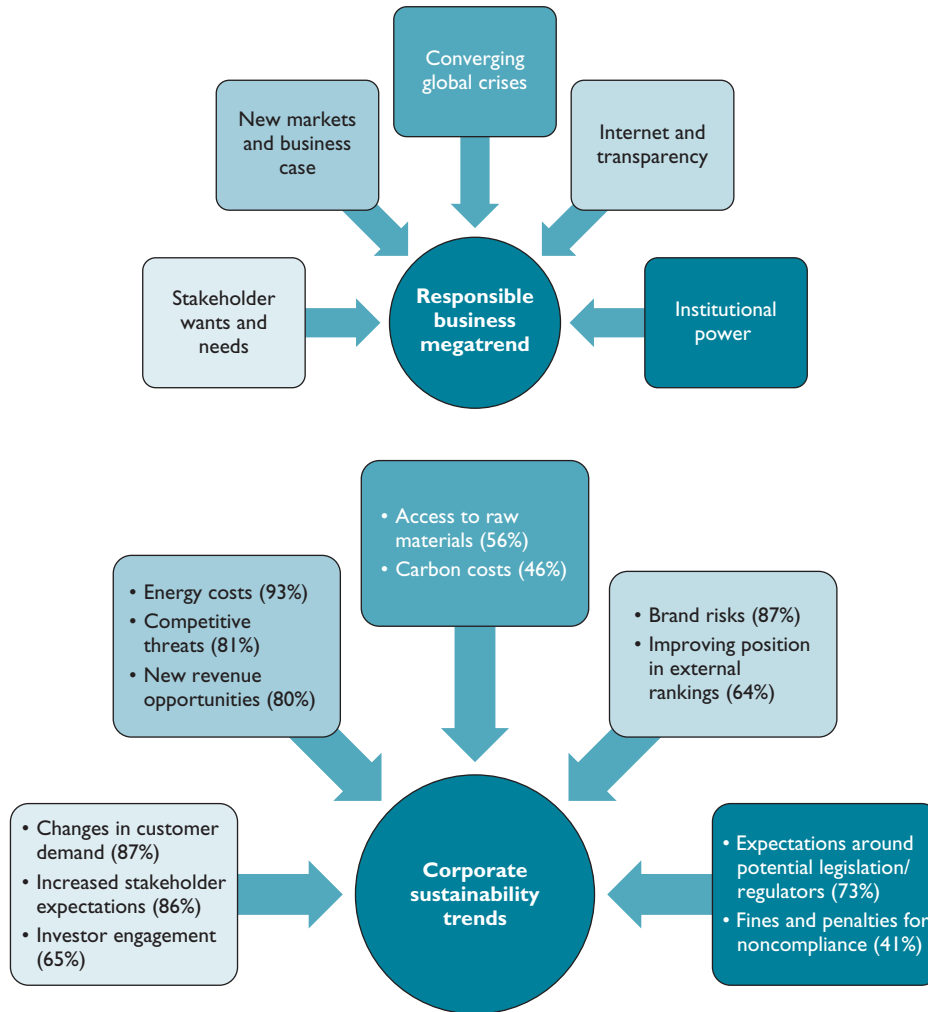 Converging
global crises
New markets
and business
case
Internet and
transparency
Stakeholder
wants and
needs
Responsible
business
megatrend
Institutional
power
• Access to raw
materials (56%)
• Carbon costs (46%)
• Energy costs (93%)
• Competitive
threats (81%)
• New revenue
opportunities (80%)
• Brand risks (87%)
• Improving position
in external
rankings (64%)
• Changes in customer
demand (87%)
• Increased stakeholder
expectations (86%)
• Investor engagement
(65%)
Corporate
sustainability
trends
• Expectations around
potential legislation/
regulators (73%)
• Fines and penalties for
noncompliance (41%)